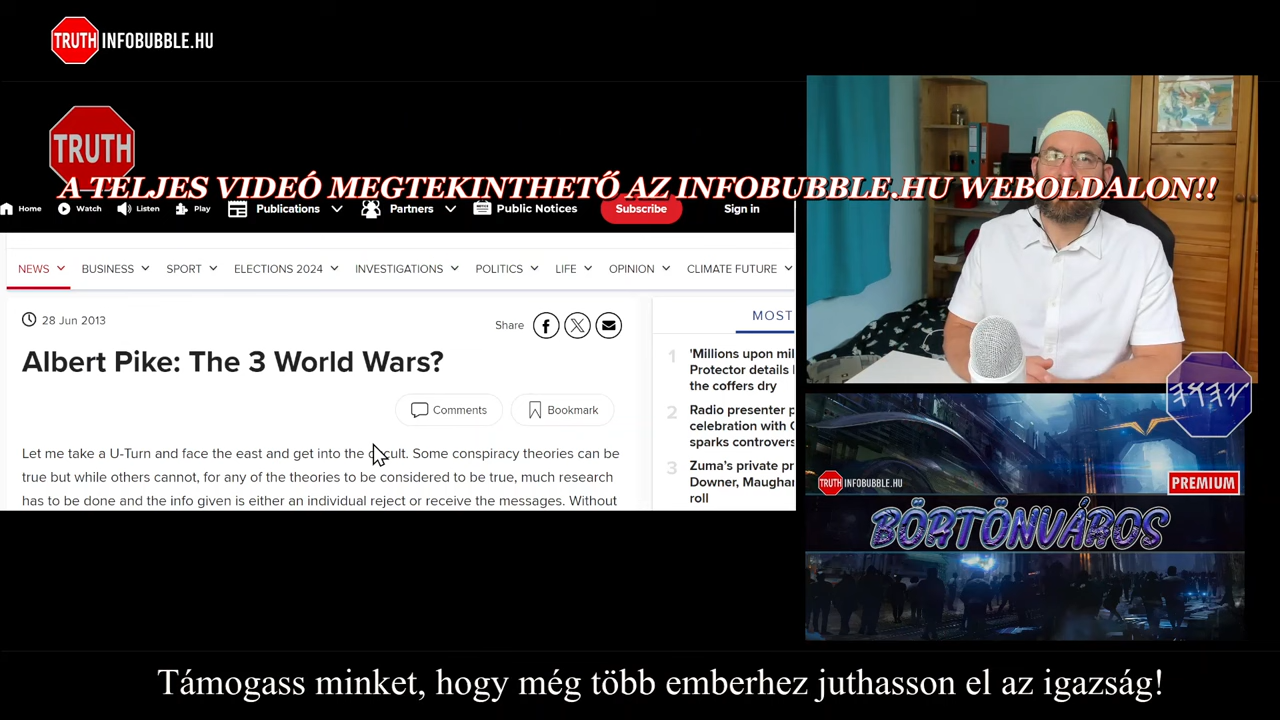 TRUTH INFOBUBBLE.HU
TRUTH
A TELJES VIDEÓ MEGTEKINTHETŐ AZ INFOBUBBLE.HU WEBOLDALON!!
Home Watch Listen Play Publications Partners Public Notices Subscribe Sign in
NEWS BUSINESS SPORT ELECTIONS 2024 INVESTIGATIONS POLITICS LIFE OPINION CLIMATE FUTURE
28 Jun 2013
Share
Albert Pike: The 3 World Wars?
Comments Bookmark
Let me take a U-Turn and face the east and get into the Some conspiracy theories can be
true but while others cannot, for any of the theories to be considered to be true, much research
has to be done and the info given is either an individual reject or receive the messages. Without
MOST
1 'Millions upon mil
Protector details
the coffers dry
2 Radio presenter p
celebration with
sparks controvers
3 Zuma's private pr
Downer, Maughan
roll
TRUTH INFOBUBBLE.HU
PREMIUM
BÖRTÖNVÁROS
Támogass minket, hogy még több emberhez juthasson el az igazság!